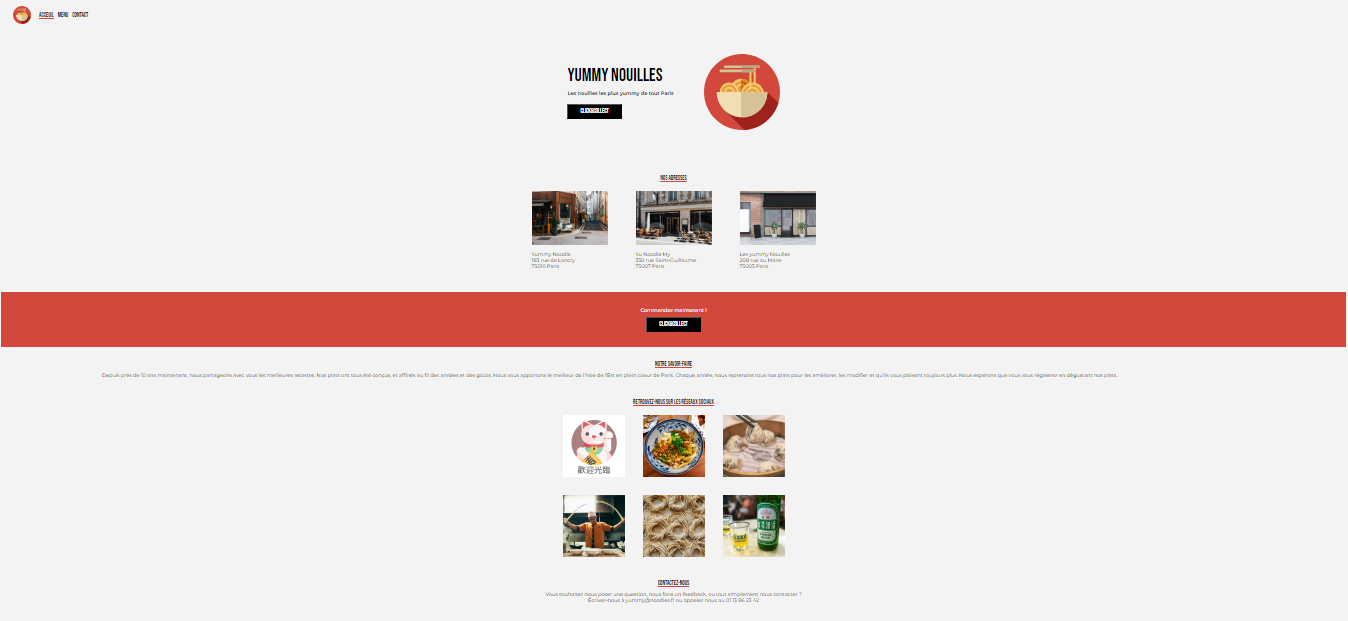 ACCEUIL MENU CONTACT
YUMMY NOUILLES
Les nouilles les plus yummy de tout Paris
CLICK&COLLECT
NOS ADRESSES
Yummy Noodle
185 rue de Landry
75010 Paris
Yu Noodle My
350 rue Saint-Guillaume
75007 Paris
Les yummy Nouilles
208 rue au Maire
75003 Paris
Commandez maintenant !
CLICK&COLLECT
NOTRE SAVOIR-FAIRE
Depuis près de 10 ans maintenant, nous partageons avec vous les meilleures recettes. Nos plats ont tous été conçus, et affinés au fil des années et des goûts. Nous vous apportons le meilleur de l'Asie de l'Est en plein coeur de Paris. Chaque année, nous reprenons tous nos plats pour les améliorer, les modifier et qu'ils vous plaisent toujours plus. Nous espérons que vous vous régalerez en dégustant nos plats.
RETROUVEZ-NOUS SUR LES RÉSEAUX SOCIAUX
歡迎光臨
CONTACTEZ-NOUS
Vous souhaitez nous poser une question, nous faire un feedback, ou tout simplement nous contacter ?
Écrivez-nous à yummy@noodles.fr ou appelez-nous au 01 13 86 23 42